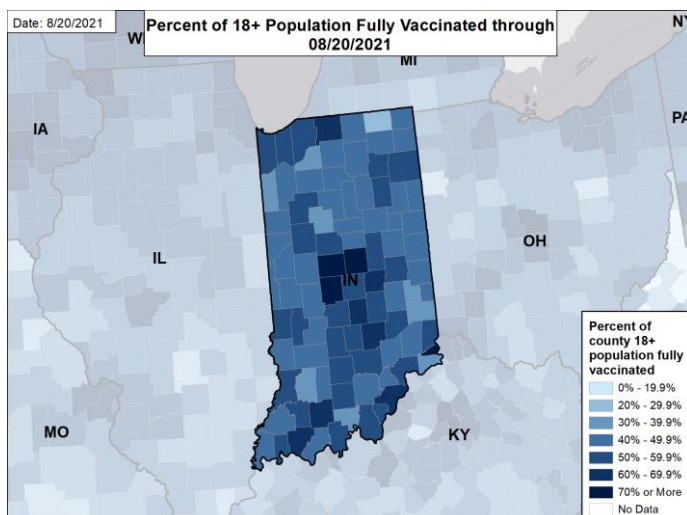 Date: 8/20/2021
Percent of 18+ Population Fully Vaccinated through
08/20/2021
W
MI
NY
IA
PA
IL
IN
OH
MO
KY
Percent of
county 18+
population fully
vaccinated
0% - 19.9%
20% - 29.9%
30% - 39.9%
40% - 49.9%
50% - 59.9%
60% - 69.9%
70% or More
No Data